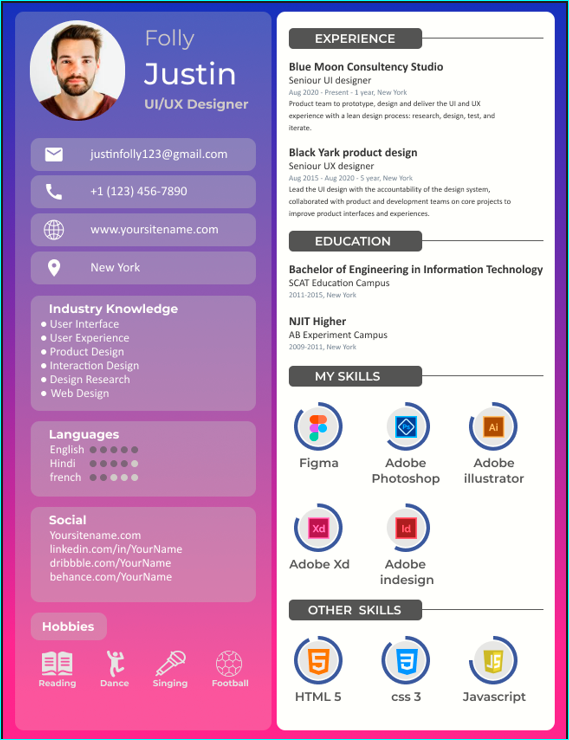 Folly
Justin
UI/UX Designer
justinfolly123@gmail.com
+1 (123) 456-7890
www.yoursitename.com
New York
Industry Knowledge
User Interface
User Experience
Product Design
Interaction Design
Design Research
Web Design
Languages
English
Hindi
french
Social
Yoursitename.com
linkedin.com/in/YourName
dribbble.com/YourName
behance.com/YourName
Hobbies
Reading Dance Singing Football
EXPERIENCE
Blue Moon Consultency Studio
Seniour UI designer
Aug 2020 - Present - 1 year, New York
Product team to prototype, design and deliver the UI and UX
experience with a lean design process: research, design, test, and
iterate.
Black Yark product design
Seniour UX designer
Aug 2015 - Aug 2020 - 5 year, New York
Lead the UI design with the accountability of the design system,
collaborated with product and development teams on core projects to
improve product interfaces and experiences.
EDUCATION
Bachelor of Engineering in Information Technology
SCAT Education Campus
2011-2015, New York
NJIT Higher
AB Experiment Campus
2009-2011, New York
MY SKILLS
Ps Ai
Figma Adobe Adobe
Photoshop illustrator
Xd Id
Adobe Xd Adobe
indesign
OTHER SKILLS
5 3 JS
HTML 5 css 3 Javascript